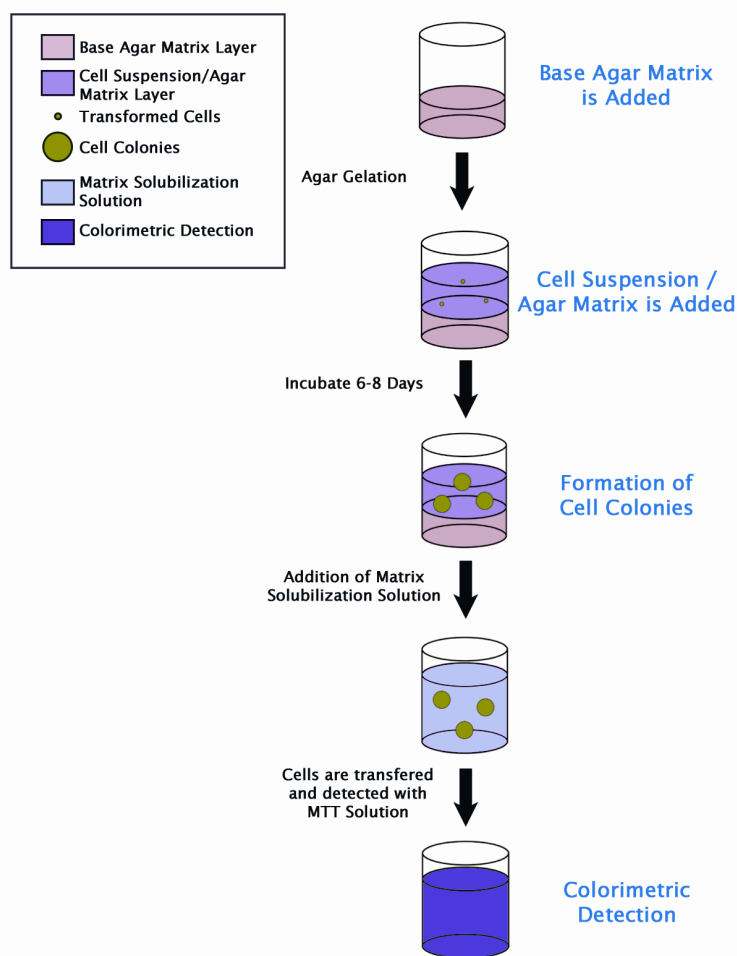 Base Agar Matrix Layer
Cell Suspension/Agar
Matrix Layer
Transformed Cells
Cell Colonies
Matrix Solubilization
Solution
Colorimetric Detection
Base Agar Matrix
is Added
Agar Gelation
Cell Suspension /
Agar Matrix is Added
Incubate 6-8 Days
Formation of
Cell Colonies
Addition of Matrix
Solubilization Solution
Cells are transfered
and detected with
MTT Solution
Colorimetric
Detection